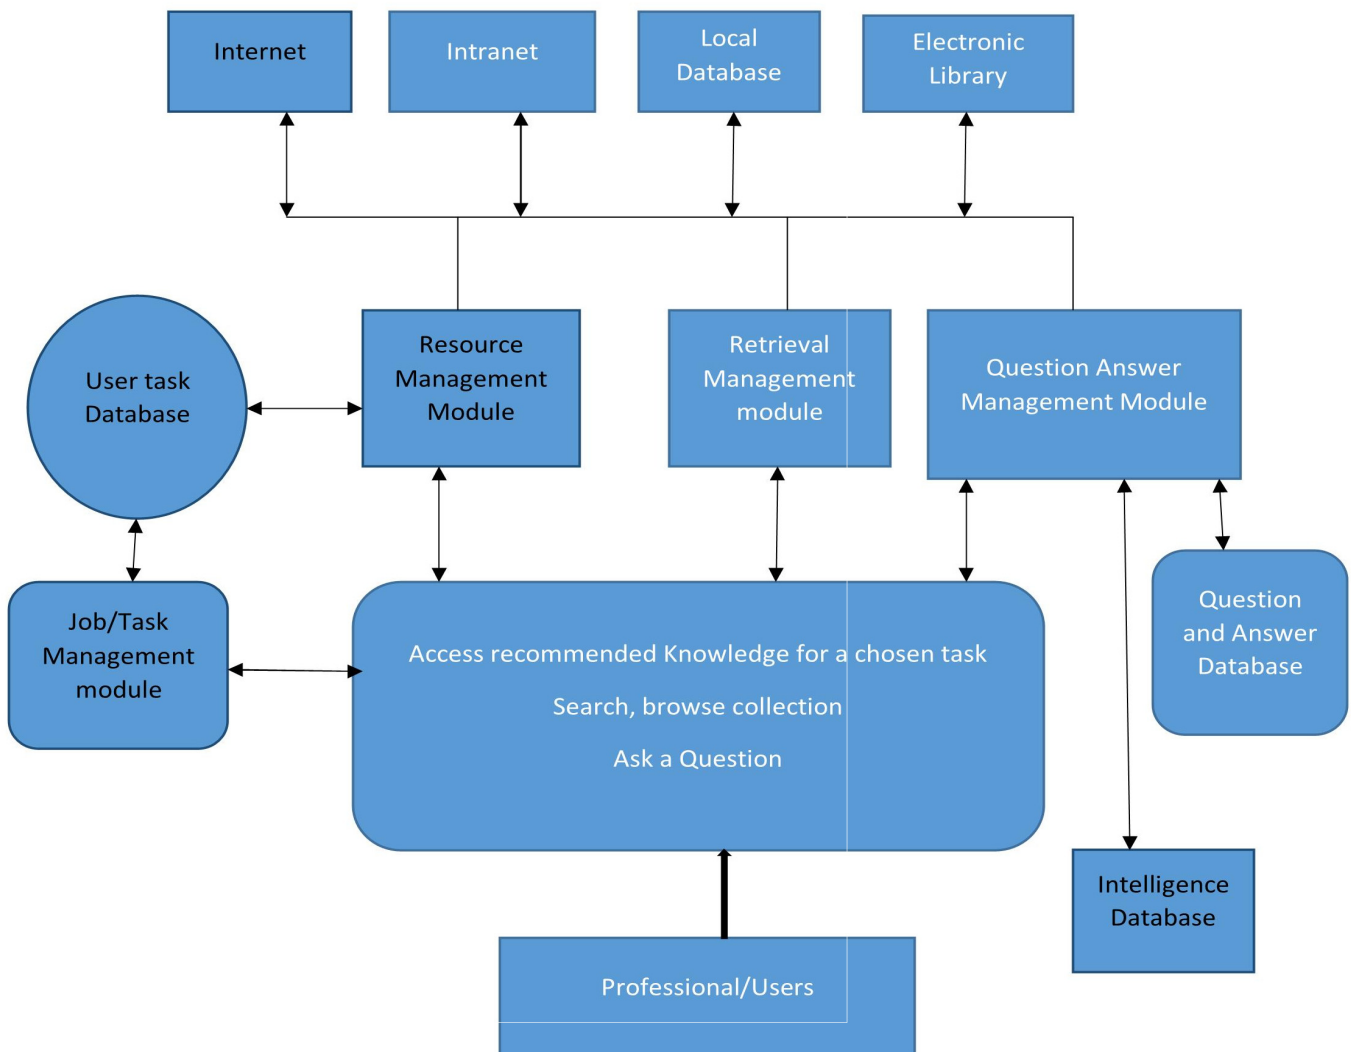 Internet
Intranet
Local
Database
Electronic
Library
User task
Database
Resource
Management
Module
Retrieval
Management
module
Question Answer
Management Module
Job/Task
Management
module
Access recommended Knowledge for a chosen task
Search, browse collection
Ask a Question
Question
and Answer
Database
Intelligence
Database
Professional/Users